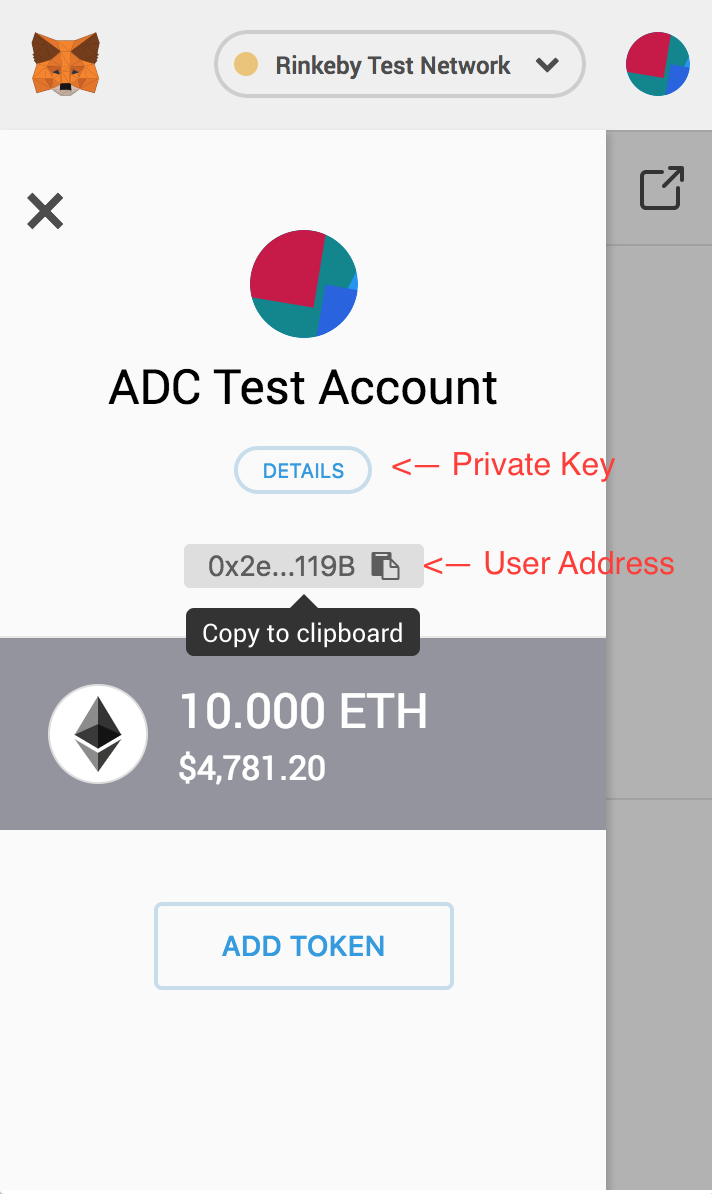 Rinkeby Test Network
ADC Test Account
DETAILS <— Private Key
0x2e...119B <— User Address
Copy to clipboard
10.000 ETH
$4,781.20
ADD TOKEN